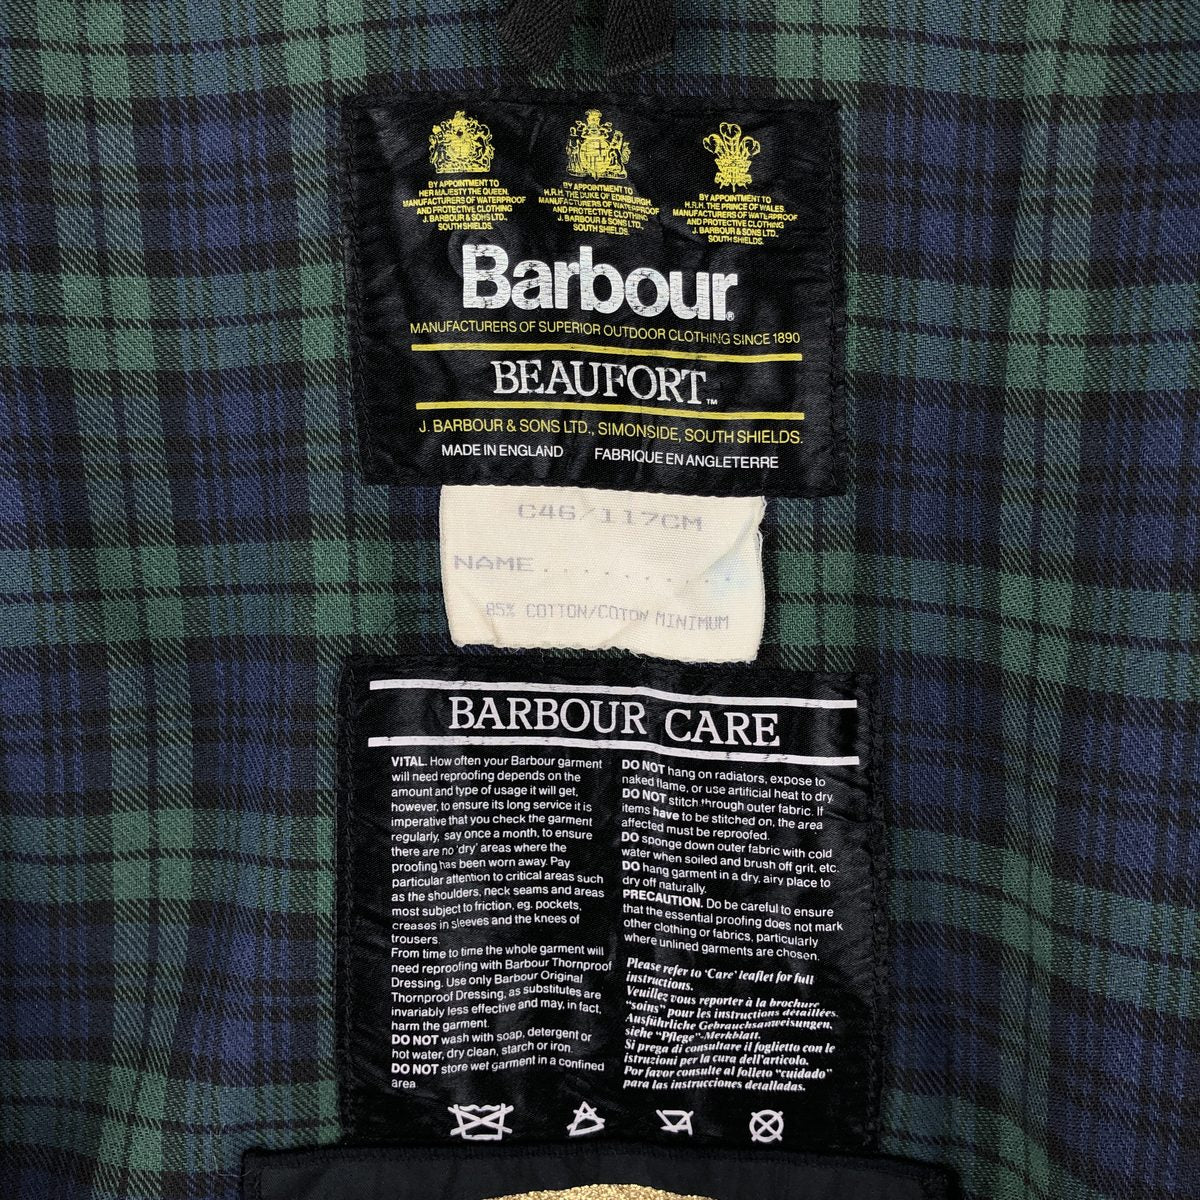 BY APPOINTMENT TO
HER MAJESTY THE QUEEN.
MANUFACTURERS OF WATERPROOF
AND PROTECTIVE CLOTHING
J. BARBOUR & SONS LTD.,
SOUTH SHIELDS.
BY APPOINTMENT TO
H.R.H. THE DUKE OF EDINBURGH.
MANUFACTURERS OF WATERPROOF
AND PROTECTIVE CLOTHING
J. BARBOUR & SONS LTD.,
SOUTH SHIELDS.
BY APPOINTMENT TO
H.R.H. THE PRINCE OF WALES.
MANUFACTURERS OF WATERPROOF
AND PROTECTIVE CLOTHING
J. BARBOUR & SONS LTD.,
SOUTH SHIELDS.
Barbour®
MANUFACTURERS OF SUPERIOR OUTDOOR CLOTHING SINCE 1890
BEAUFORT™
J. BARBOUR & SONS LTD., SIMONSIDE, SOUTH SHIELDS.
MADE IN ENGLAND FABRIQUE EN ANGLETERRE
C46/117CM
NAME..........
85% COTTON/COTON MINIMUM
BARBOUR CARE
VITAL. How often your Barbour garment
will need reproofing depends on the
amount and type of usage it will get,
however, to ensure its long service it is
imperative that you check the garment
regularly, say once a month, to ensure
there are no 'dry' areas where the
proofing has been worn away. Pay
particular attention to critical areas such
as the shoulders, neck seams and areas
most subject to friction, eg. pockets,
creases in sleeves and the knees of
trousers.
From time to time the whole garment will
need reproofing with Barbour Thornproof
Dressing. Use only Barbour Original
Thornproof Dressing, as substitutes are
invariably less effective and may, in fact,
harm the garment.
DO NOT wash with soap, detergent or
hot water, dry clean, starch or iron.
DO NOT store wet garment in a confined
area.
DO NOT hang on radiators, expose to
naked flame, or use artificial heat to dry.
DO NOT stitch through outer fabric. If
items have to be stitched on, the area
affected must be reproofed.
DO sponge down outer fabric with cold
water when soiled and brush off grit, etc.
DO hang garment in a dry, airy place to
dry off naturally.
PRECAUTION. Do be careful to ensure
that the essential proofing does not mark
other clothing or fabrics, particularly
where unlined garments are chosen.
Please refer to 'Care' leaflet for full
instructions.
Veuillez vous reporter à la brochure
"soins" pour les instructions détaillées.
Ausführliche Gebrauchsanweisungen,
siehe "Pflege"-Merkblatt.
Si prega di consultare il foglietto con le
istruzioni per la cura dell'articolo.
Por favor consulte al folleto "cuidado"
para las instrucciones detalladas.